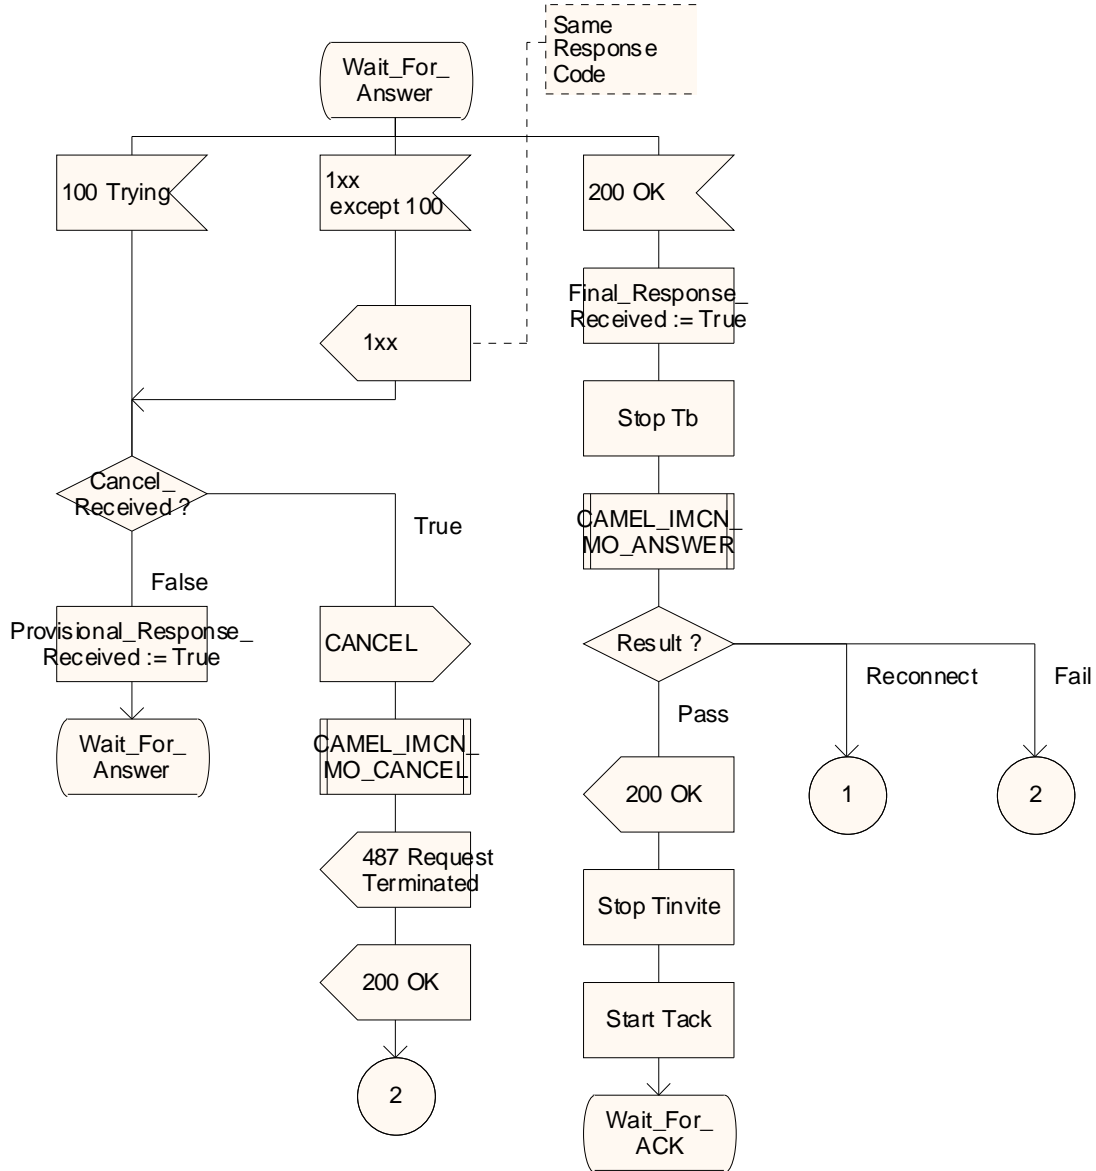 Same
Response
Code
Wait_For_
Answer
100 Trying
1xx
except 100
200 OK
Final_Response_
Received := True
1xx
Stop Tb
Cancel_
Received ?
True
CAMEL_IMCN_
MO_ANSWER
False
Provisional_Response_
Received := True
CANCEL
Result ?
Reconnect
Fail
Pass
Wait_For_
Answer
CAMEL_IMCN_
MO_CANCEL
200 OK
1
2
487 Request
Terminated
Stop Tinvite
200 OK
Start Tack
2
Wait_For_
ACK